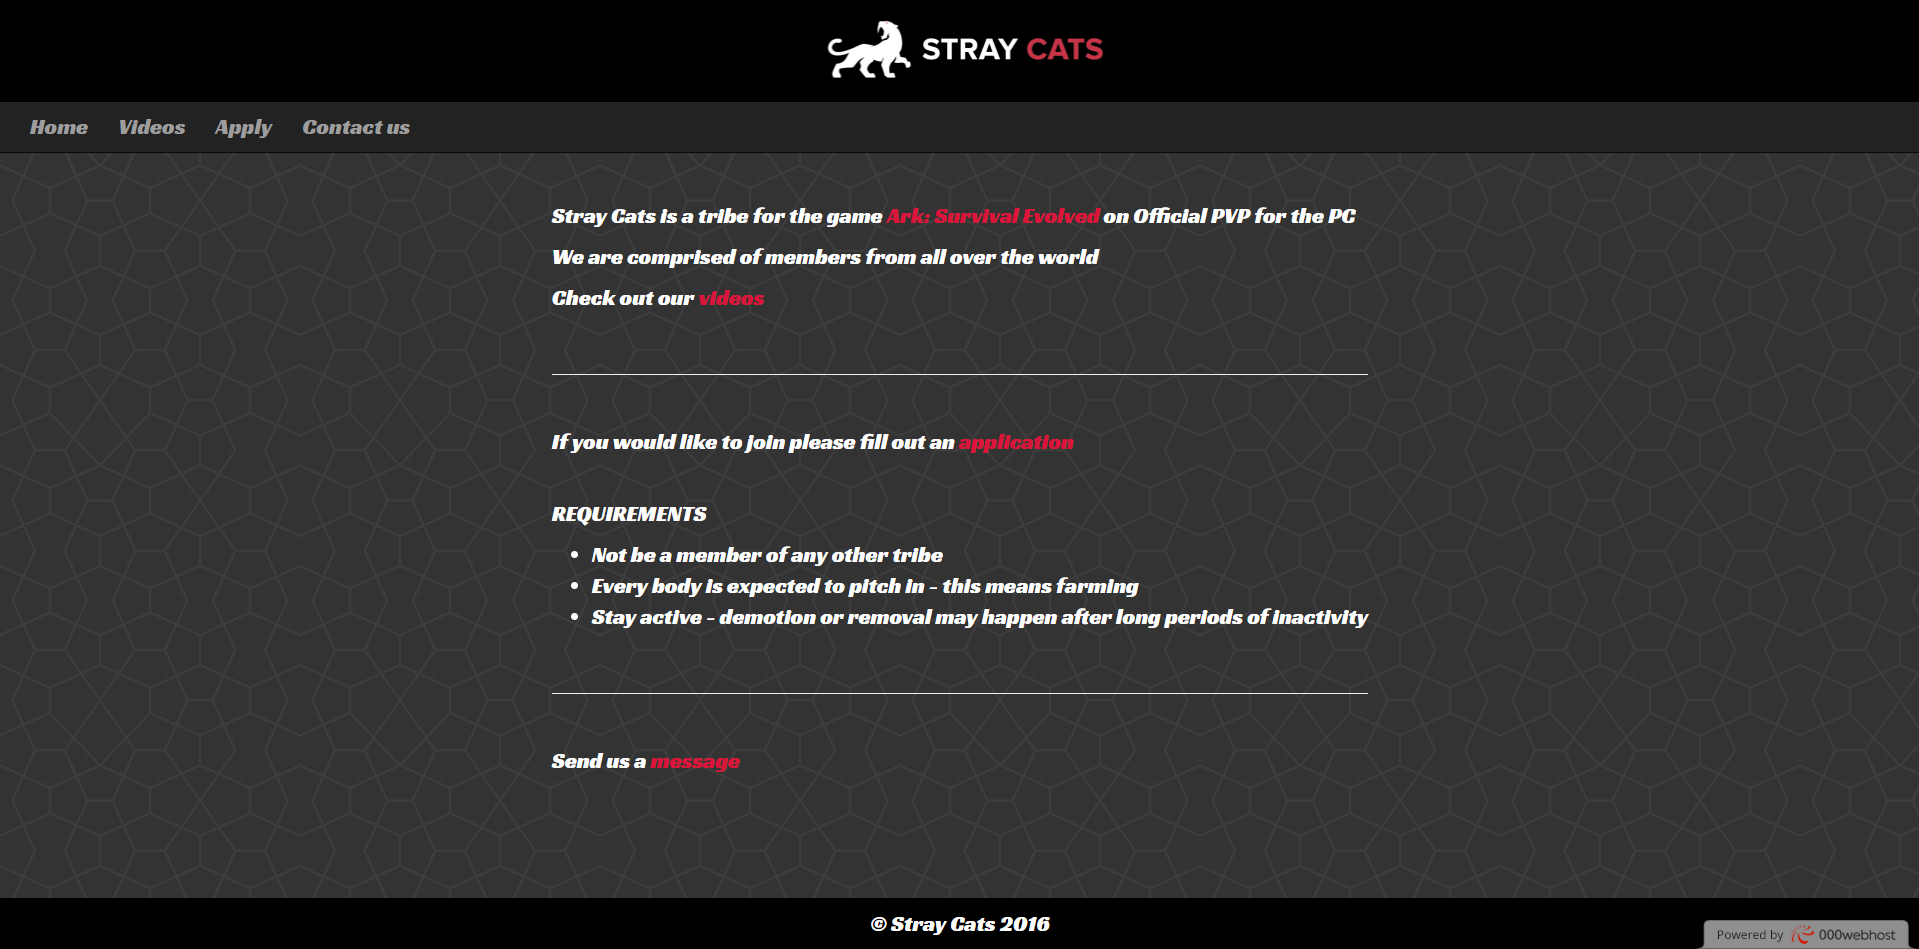 STRAY CATS
Home Videos Apply Contact us
Stray Cats is a tribe for the game Ark: Survival Evolved on Official PVP for the PC
We are comprised of members from all over the world
Check out our videos
If you would like to join please fill out an application
REQUIREMENTS
• Not be a member of any other tribe
• Every body is expected to pitch in - this means farming
• Stay active - demotion or removal may happen after long periods of inactivity
Send us a message
© Stray Cats 2016
Powered by 000webhost